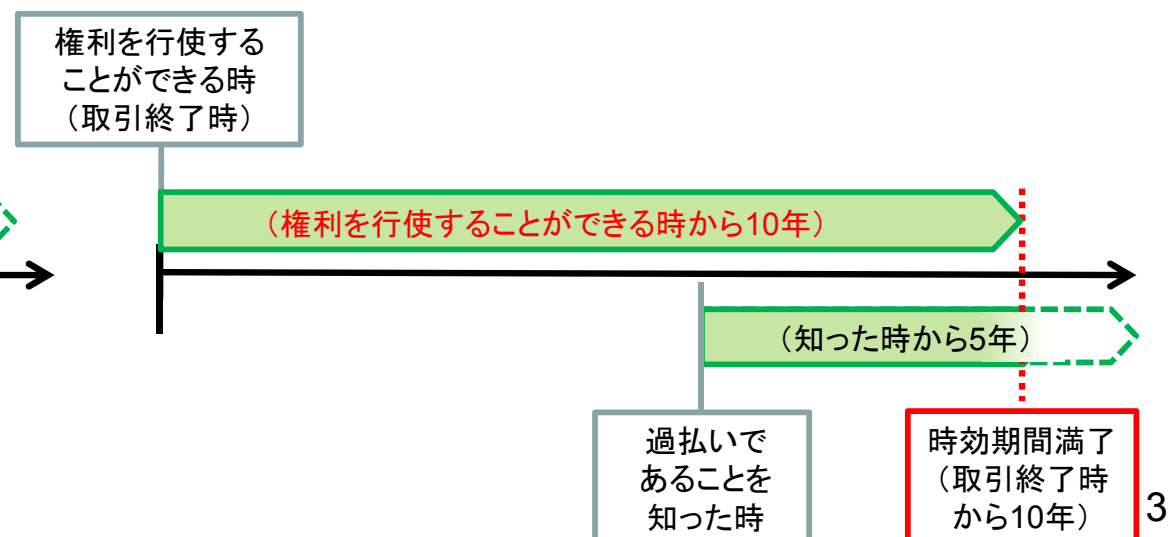 権利を行使する
ことができる時
（取引終了時）
（権利を行使することができる時から10年）
（知った時から5年）
過払いで
あることを
知った時
時効期間満了
（取引終了時
から10年）
3